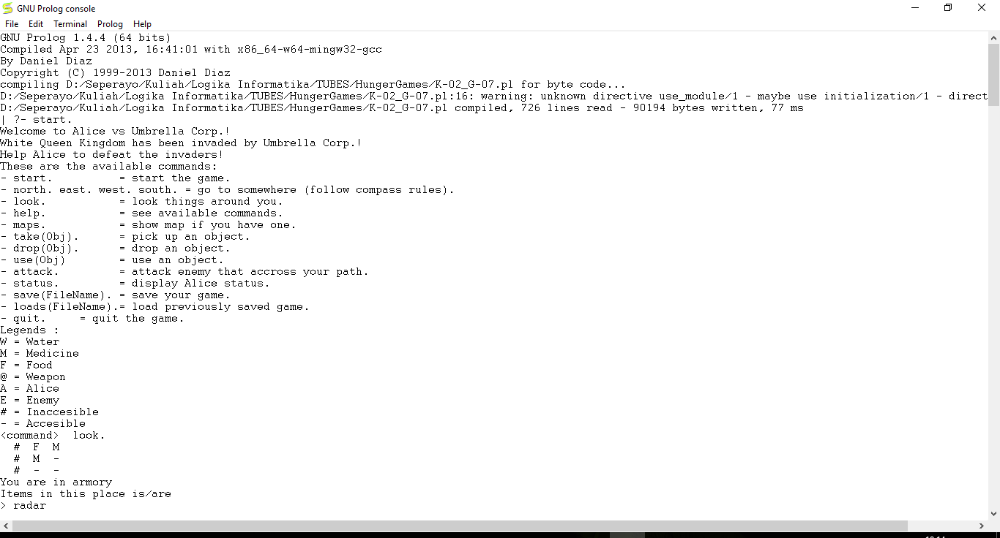 GNU Prolog console
File Edit Terminal Prolog Help
GNU Prolog 1.4.4 (64 bits)
Compiled Apr 23 2013, 16:41:01 with x86_64-w64-mingw32-gcc
By Daniel Diaz
Copyright (C) 1999-2013 Daniel Diaz
compiling D:/Seperayo/Kuliah/Logika Informatika/TUBES/HungerGames/K-02_G-07.pl for byte code...
D:/Seperayo/Kuliah/Logika Informatika/TUBES/HungerGames/K-02_G-07.pl:16: warning: unknown directive use_module/1 - maybe use initialization/1 - direct
D:/Seperayo/Kuliah/Logika Informatika/TUBES/HungerGames/K-02_G-07.pl compiled, 726 lines read - 90194 bytes written, 77 ms
| ?- start.
Welcome to Alice vs Umbrella Corp.!
White Queen Kingdom has been invaded by Umbrella Corp.!
Help Alice to defeat the invaders!
These are the available commands:
- start.          = start the game.
- north. east. west. south. = go to somewhere (follow compass rules).
- look.           = look things around you.
- help.           = see available commands.
- maps.           = show map if you have one.
- take(Obj).      = pick up an object.
- drop(Obj).      = drop an object.
- use(Obj)        = use an object.
- attack.         = attack enemy that accross your path.
- status.         = display Alice status.
- save(FileName). = save your game.
- loads(FileName).= load previously saved game.
- quit.     = quit the game.
Legends :
W = Water
M = Medicine
F = Food
@ = Weapon
A = Alice
E = Enemy
# = Inaccesible
- = Accesible
<command>  look.
  #  F  M
  #  M  -
  #  -  -
You are in armory
Items in this place is/are
> radar